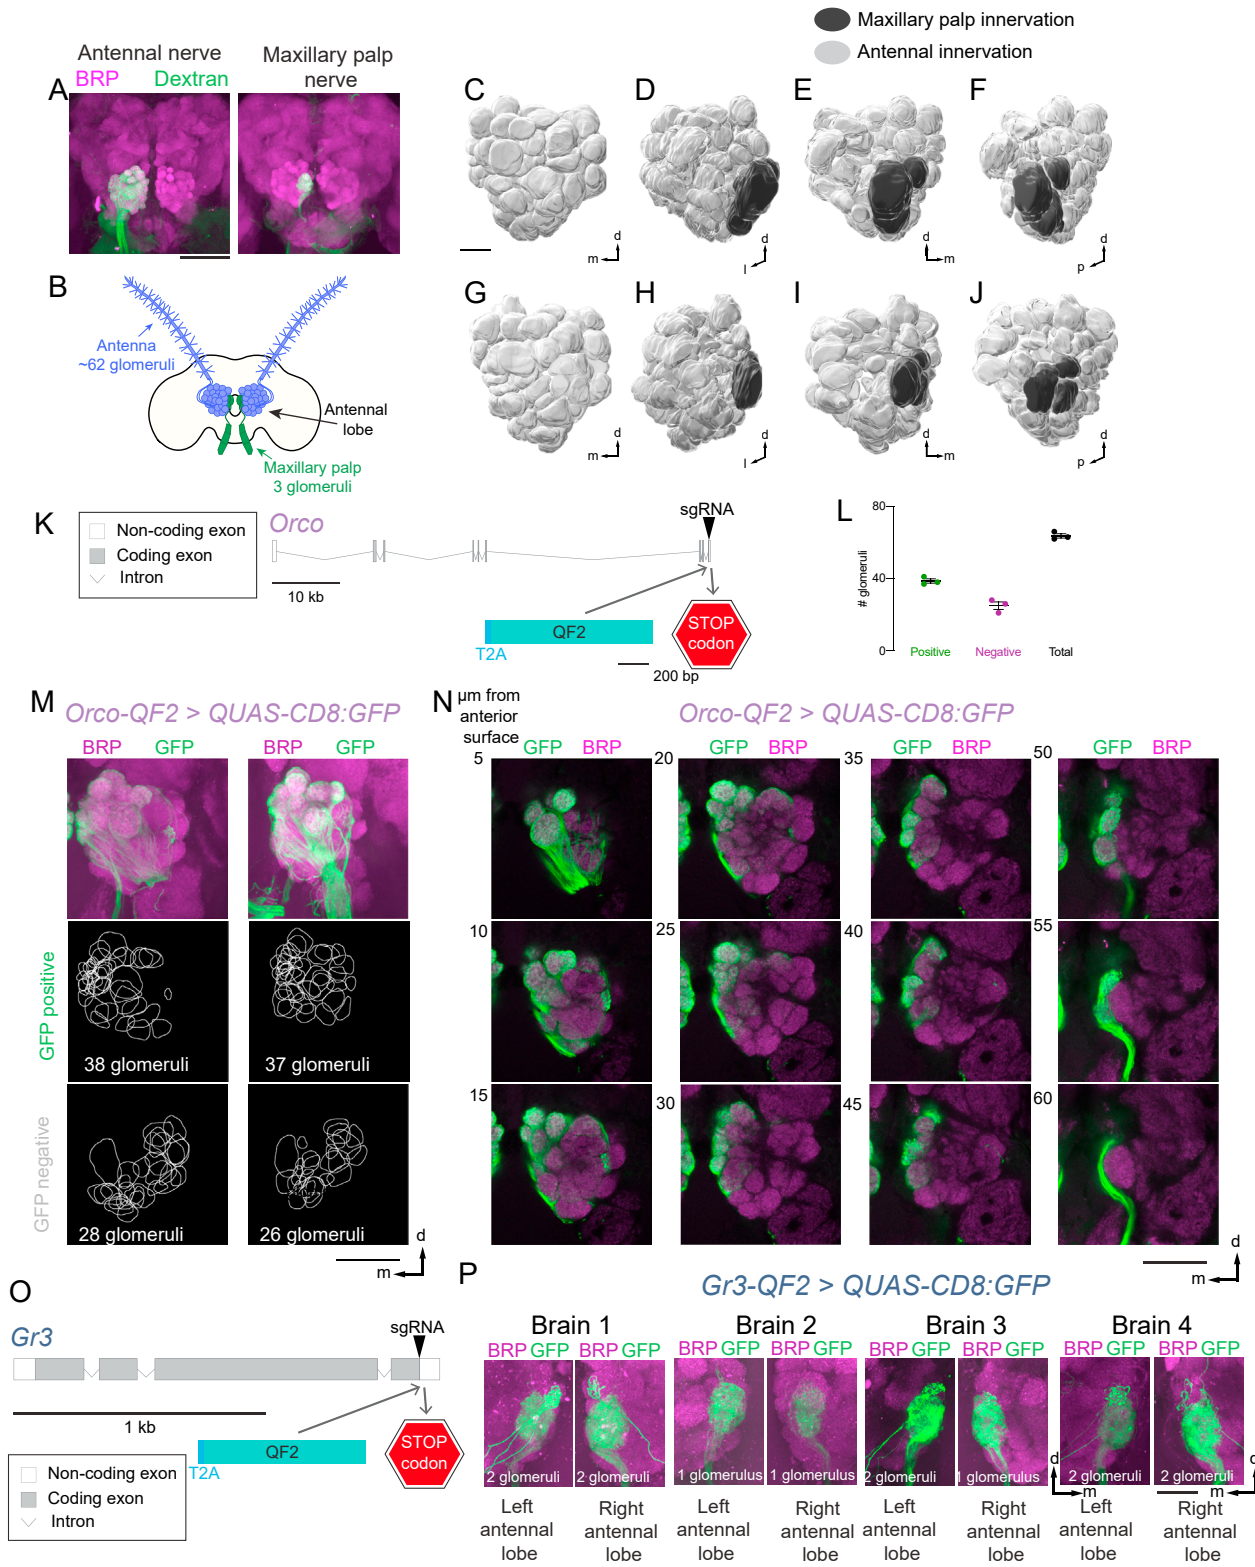 Maxillary palp innervation
Antennal innervation
A
Antennal nerve
BRP Dextran
Maxillary palp
nerve
B
Antenna
~62 glomeruli
Antennal
lobe
Maxillary palp
3 glomeruli
C
m d
D
l d
E
d m
F
p d
G
m d
H
l d
I
d m
J
p d
K
Non-coding exon
Coding exon
Intron
Orco
10 kb
sgRNA
QF2
T2A
STOP
codon
200 bp
L
# glomeruli
80
40
0
Positive Negative Total
M
Orco-QF2 > QUAS-CD8:GFP
BRP GFP BRP GFP
GFP positive
38 glomeruli
37 glomeruli
GFP negative
28 glomeruli
26 glomeruli
d
m
N
µm from
anterior
surface
Orco-QF2 > QUAS-CD8:GFP
GFP BRP GFP BRP GFP BRP GFP BRP
5 20 35 50
10 25 40 55
15 30 45 60
d
m
O
Gr3
sgRNA
1 kb
QF2
T2A
STOP
codon
Non-coding exon
Coding exon
Intron
P
Gr3-QF2 > QUAS-CD8:GFP
Brain 1 Brain 2 Brain 3 Brain 4
BRP GFP BRP GFP BRP GFP BRP GFP BRP GFP BRP GFP BRP GFP BRP GFP
2 glomeruli 2 glomeruli 1 glomerulus 1 glomerulus 2 glomeruli 1 glomerulus 2 glomeruli 2 glomeruli
d m m d
Left Right Left Right Left Right Left Right
antennal antennal antennal antennal antennal antennal antennal antennal
lobe lobe lobe lobe lobe lobe lobe lobe